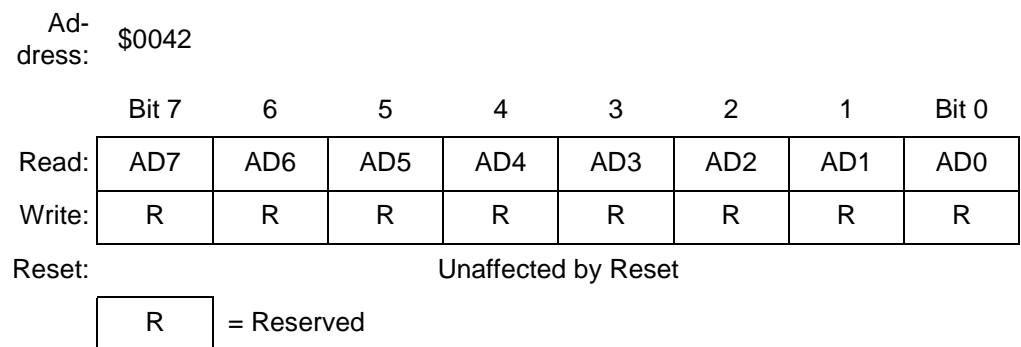 Ad-
dress: $0042
Bit 7 6 5 4 3 2 1 Bit 0
Read: AD7 AD6 AD5 AD4 AD3 AD2 AD1 AD0
Write: R R R R R R R R
Reset: Unaffected by Reset
R = Reserved